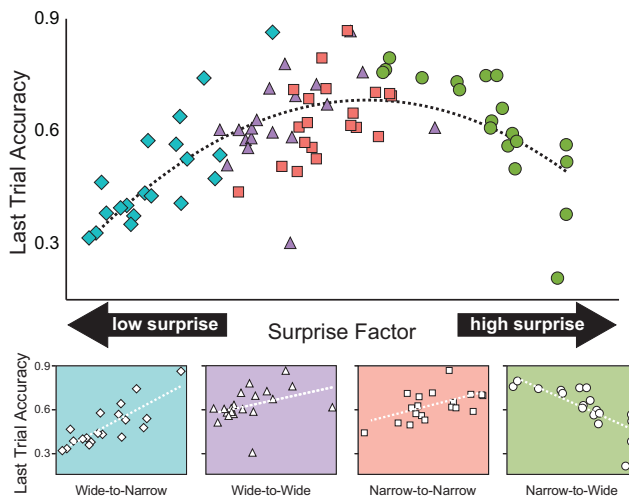 0.9
0.6
0.3
Last Trial Accuracy
low surprise
Surprise Factor
high surprise
Last Trial Accuracy
0.9
0.6
0.3
Wide-to-Narrow
Wide-to-Wide
Narrow-to-Narrow
Narrow-to-Wide